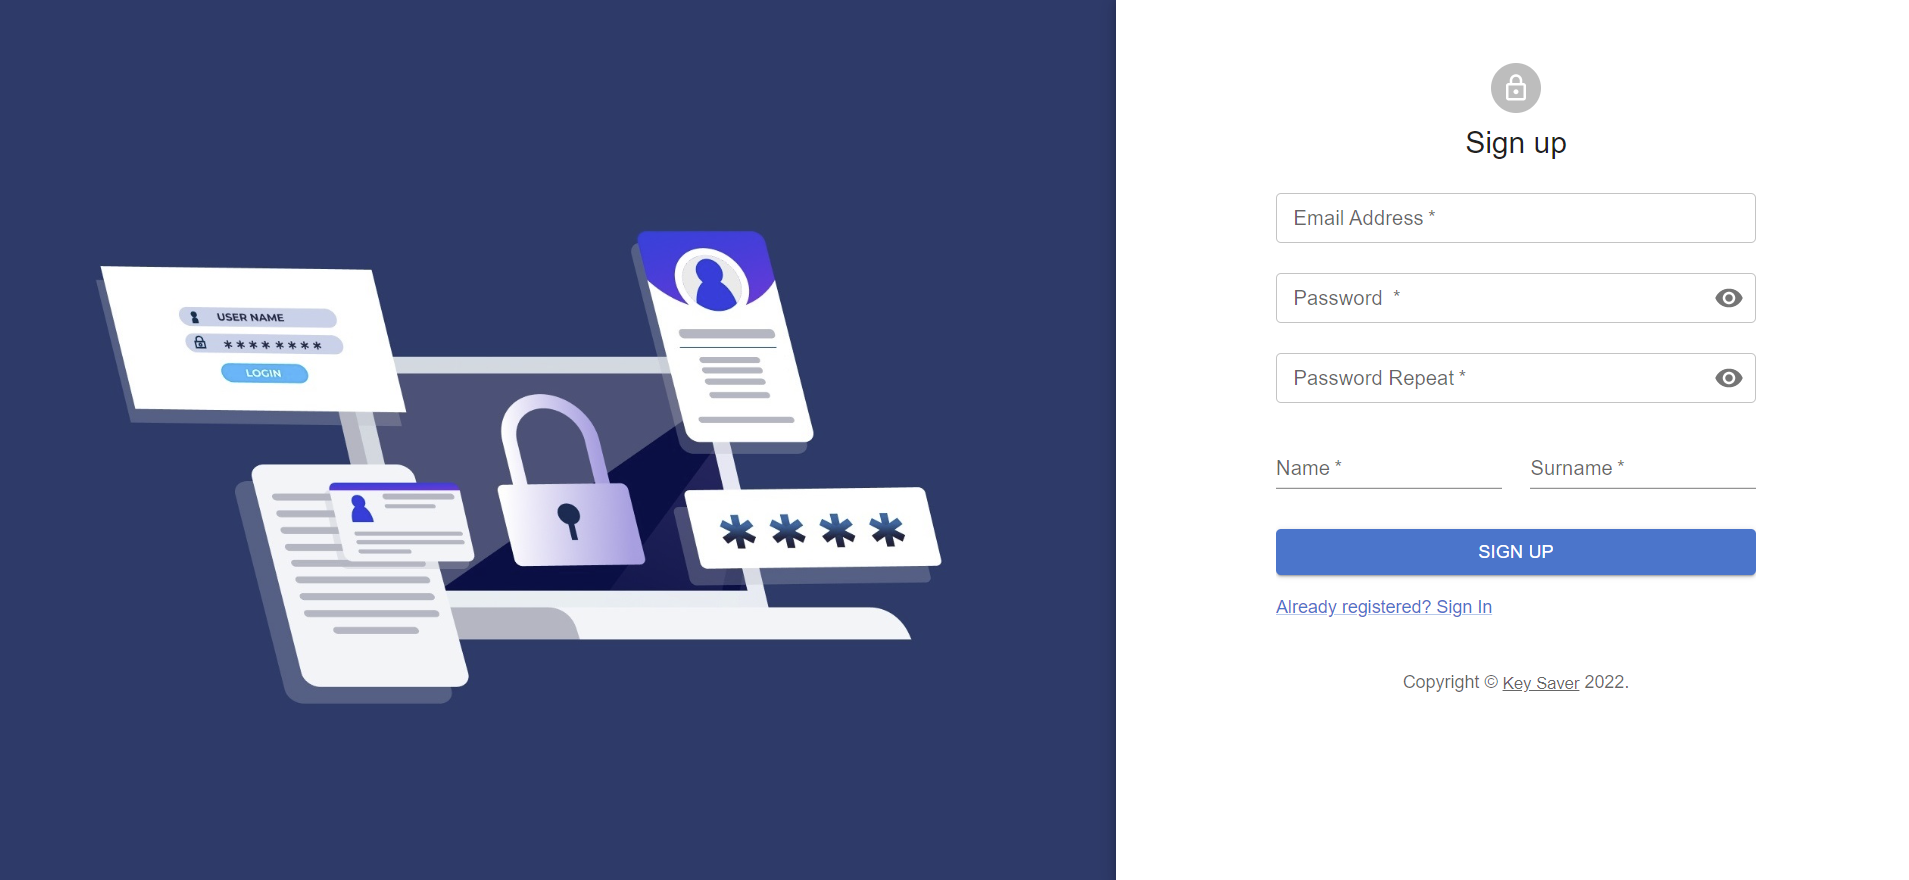 USER NAME
********
LOGIN
****
Sign up
Email Address *
Password *
Password Repeat *
Name *
Surname *
SIGN UP
Already registered? Sign In
Copyright © Key Saver 2022.